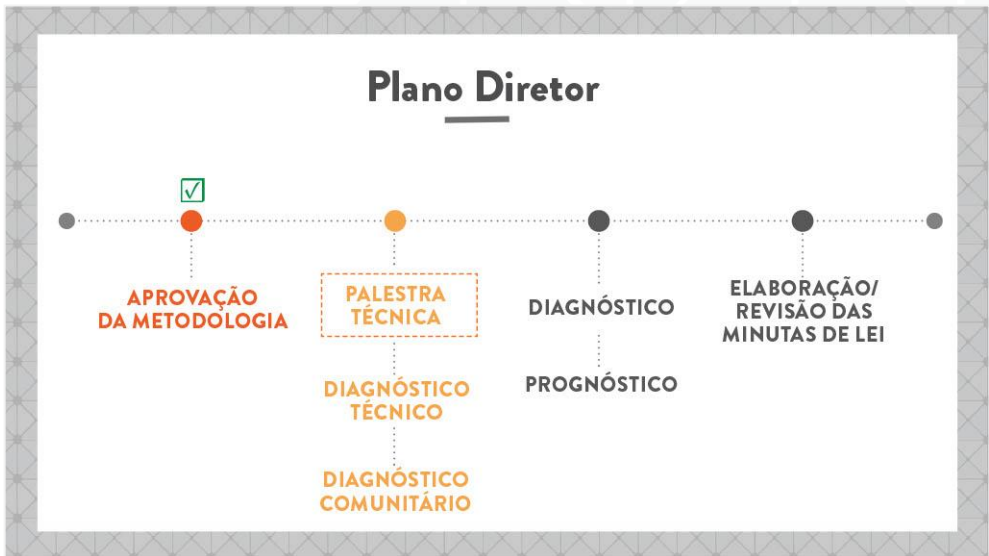 Plano Diretor
APROVAÇÃO
DA METODOLOGIA
PALESTRA
TÉCNICA
DIAGNÓSTICO
TÉCNICO
DIAGNÓSTICO
COMUNITÁRIO
DIAGNÓSTICO
PROGNÓSTICO
ELABORAÇÃO/
REVISÃO DAS
MINUTAS DE LEI